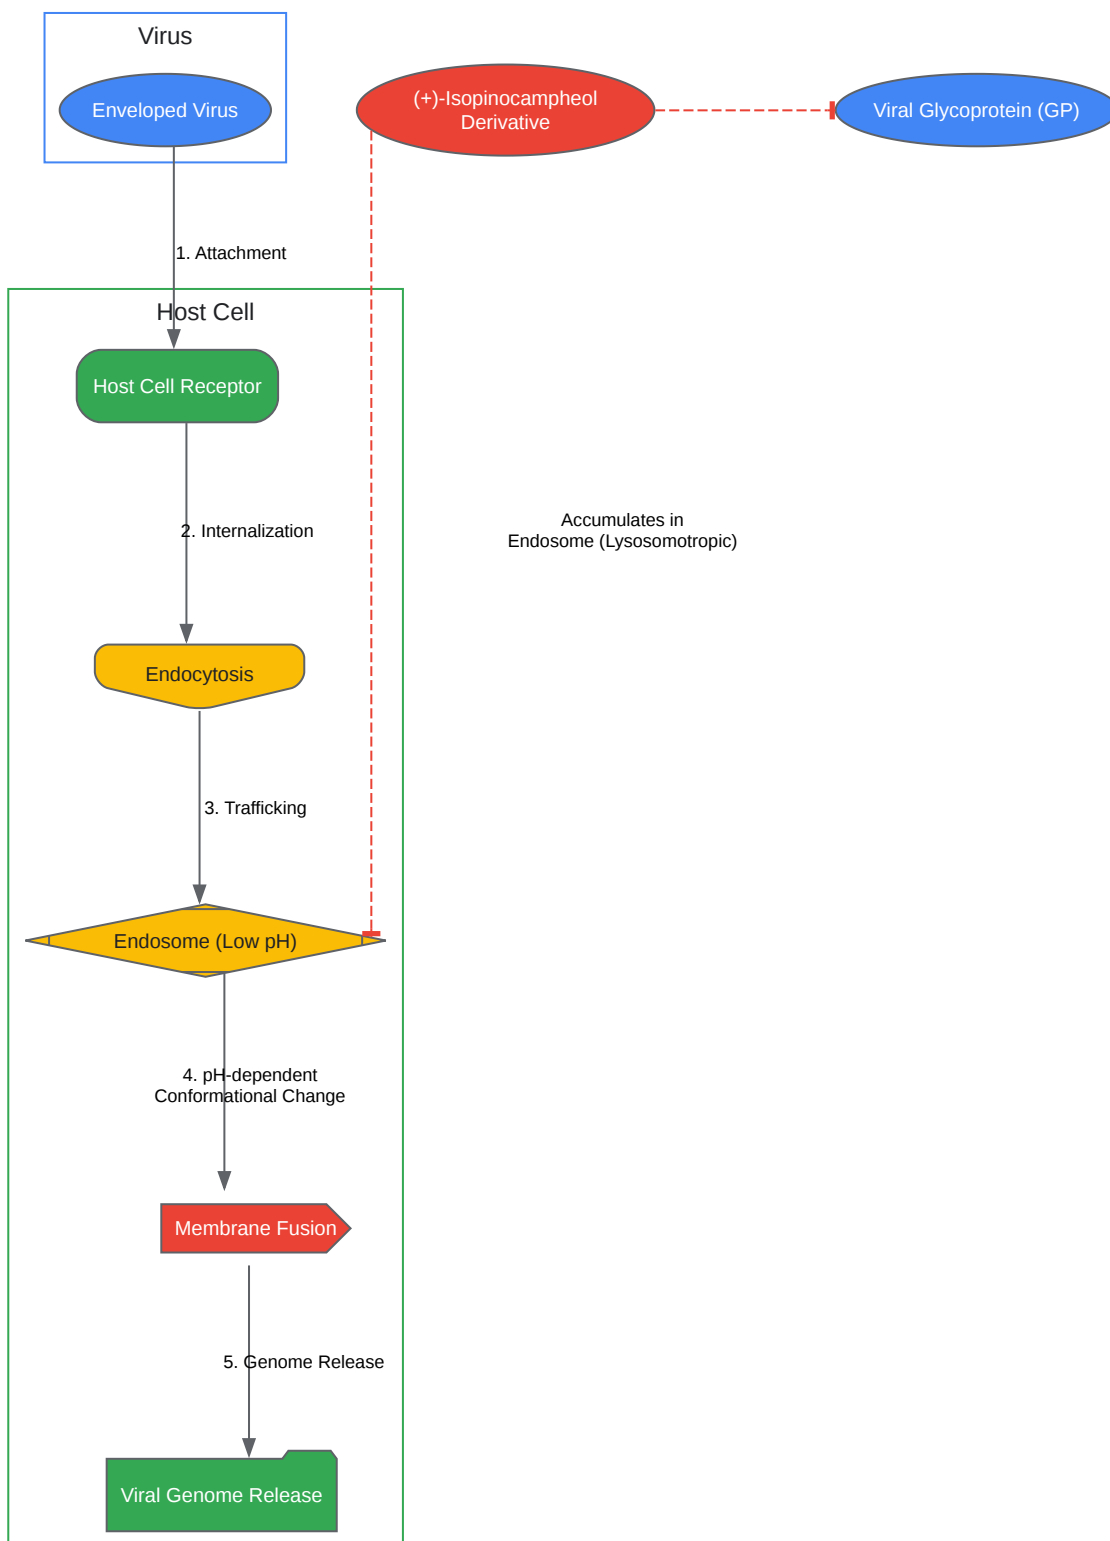 Virus
Enveloped Virus
(+)-Isopinocampheol
Derivative
Viral Glycoprotein (GP)
1. Attachment
Host Cell
Host Cell Receptor
2. Internalization
Accumulates in
Endosome (Lysosomotropic)
Endocytosis
3. Trafficking
Endosome (Low pH)
4. pH-dependent
Conformational Change
Membrane Fusion
5. Genome Release
Viral Genome Release